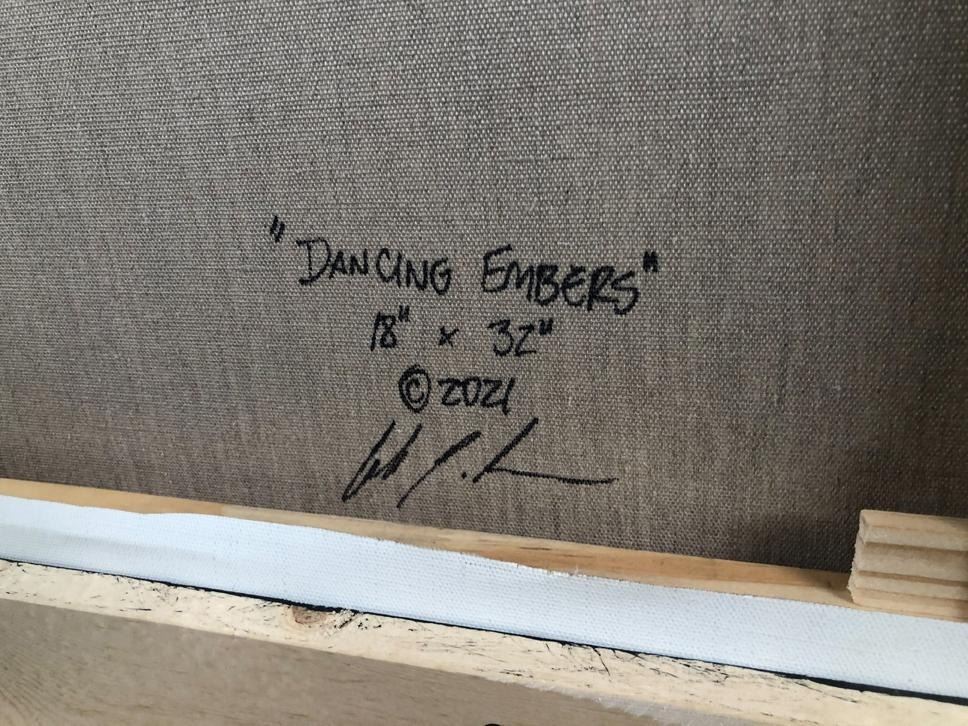 "DANCING EMBERS"
18" x 32"
© 2021